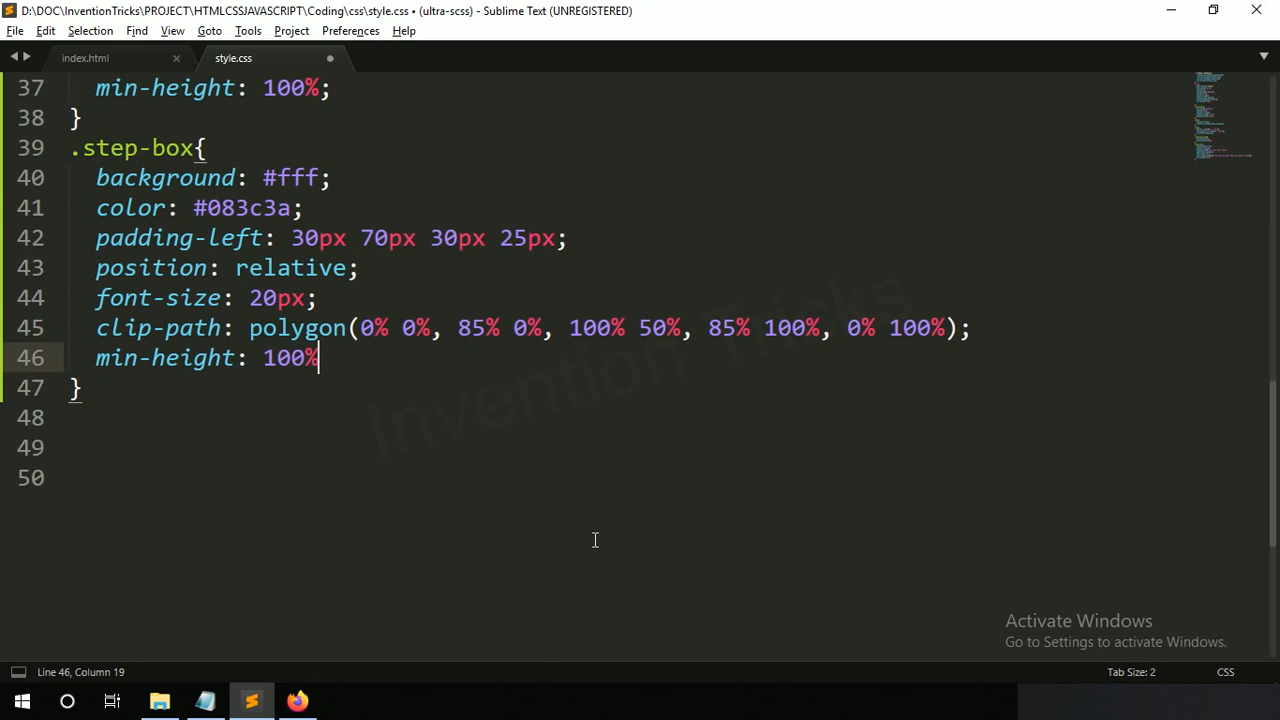 D:\DOC\InventionTricks\PROJECT\HTMLCSSJAVASCRIPT\Coding\css\style.css • (ultra-scss) - Sublime Text (UNREGISTERED)
File Edit Selection Find View Goto Tools Project Preferences Help
index.html style.css
37 min-height: 100%;
38 }
39 .step-box{
40 background: #fff;
41 color: #083c3a;
42 padding-left: 30px 70px 30px 25px;
43 position: relative;
44 font-size: 20px;
45 clip-path: polygon(0% 0%, 85% 0%, 100% 50%, 85% 100%, 0% 100%);
46 min-height: 100%
47 }
48
49
50
Invention Tricks
Activate Windows
Go to Settings to activate Windows.
Line 46, Column 19 Tab Size: 2 CSS